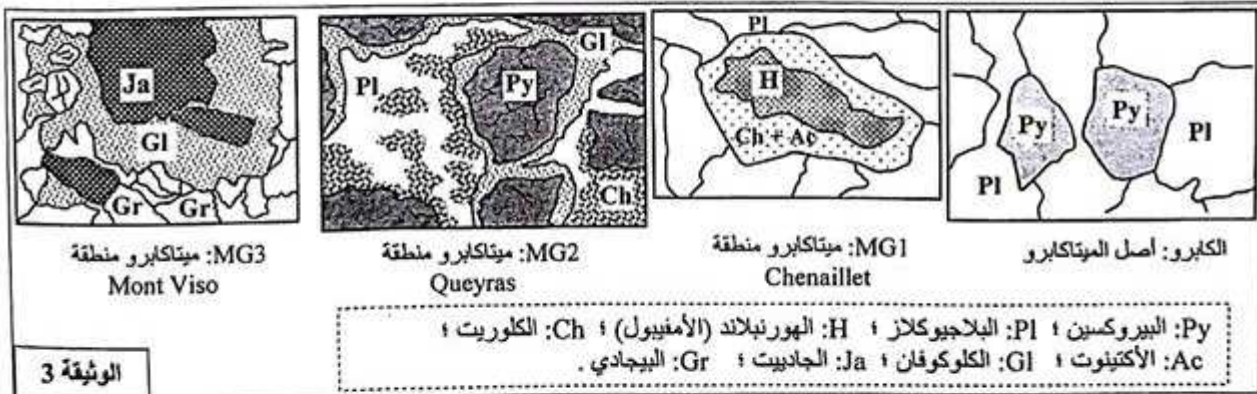 Ja
Gl
Gr
Gr
Gl
Pl
Py
Ch
Pl
H
Ch + Ac
Py
Py
Pl
Pl
الكابرو: أصل الميتاكابرو
MG1: ميتاكابرو منطقة
Chenaillet
MG2: ميتاكابرو منطقة
Queyras
MG3: ميتاكابرو منطقة
Mont Viso
Py: البيروكسين ؛ Pl: البلاجيوكلاز ؛ H: الهورنبلاند (الأمفيبول) ؛ Ch: الكلوريت ؛
Ac: الأكتينوت ؛ Gl: الكلوكوفان ؛ Ja: الجادييت ؛ Gr: البيجادي .
الوثيقة 3